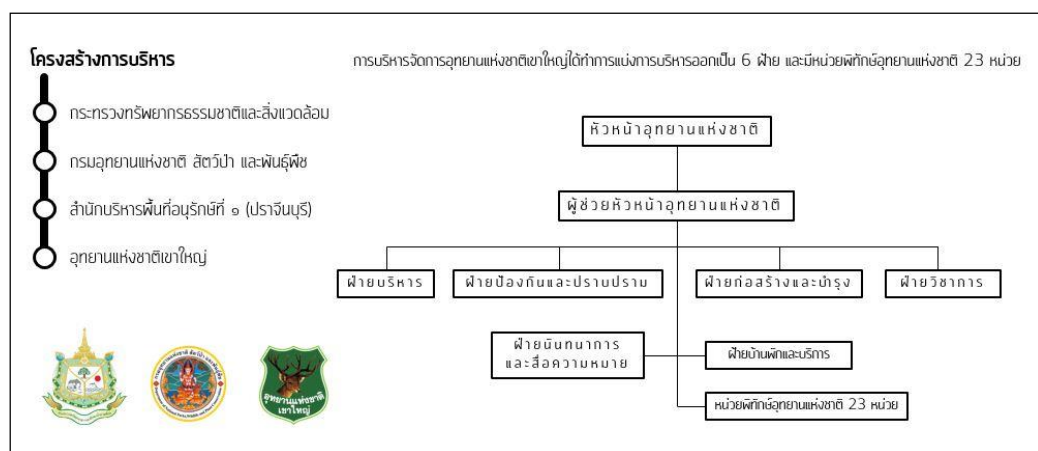 โครงสร้างการบริหาร
กระทรวงทรัพยากรธรรมชาติและสิ่งแวดล้อม
กรมอุทยานแห่งชาติ สัตว์ป่า และพันธุ์พืช
สำนักบริหารพื้นที่อนุรักษ์ที่ ๑ (ปราจีนบุรี)
อุทยานแห่งชาติเขาใหญ่
การบริหารจัดการอุทยานแห่งชาติเขาใหญ่ได้ทำการแบ่งการบริหารออกเป็น 6 ฝ่าย และมีหน่วยพิทักษ์อุทยานแห่งชาติ 23 หน่วย
หัวหน้าอุทยานแห่งชาติ
ผู้ช่วยหัวหน้าอุทยานแห่งชาติ
ฝ่ายบริหาร
ฝ่ายป้องกันและปราบปราม
ฝ่ายก่อสร้างและบำรุง
ฝ่ายวิชาการ
ฝ่ายนันทนาการ
และสื่อความหมาย
ฝ่ายบ้านพักและบริการ
หน่วยพิทักษ์อุทยานแห่งชาติ 23 หน่วย
อุทยานแห่งชาติ
เขาใหญ่